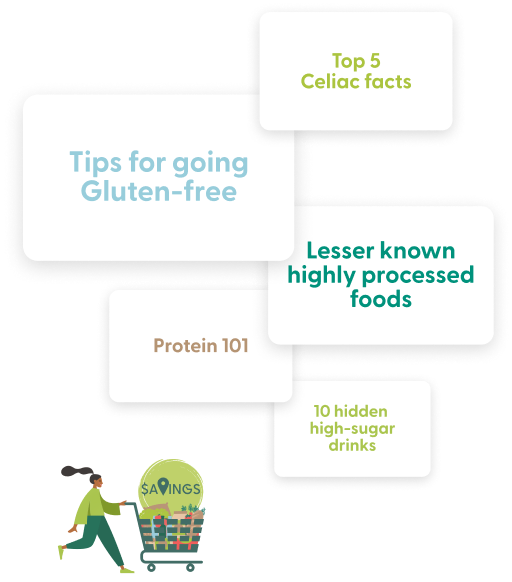 Top 5
Celiac facts
Tips for going
Gluten-free
Lesser known
highly processed
foods
Protein 101
10 hidden
high-sugar
drinks
$AVINGS